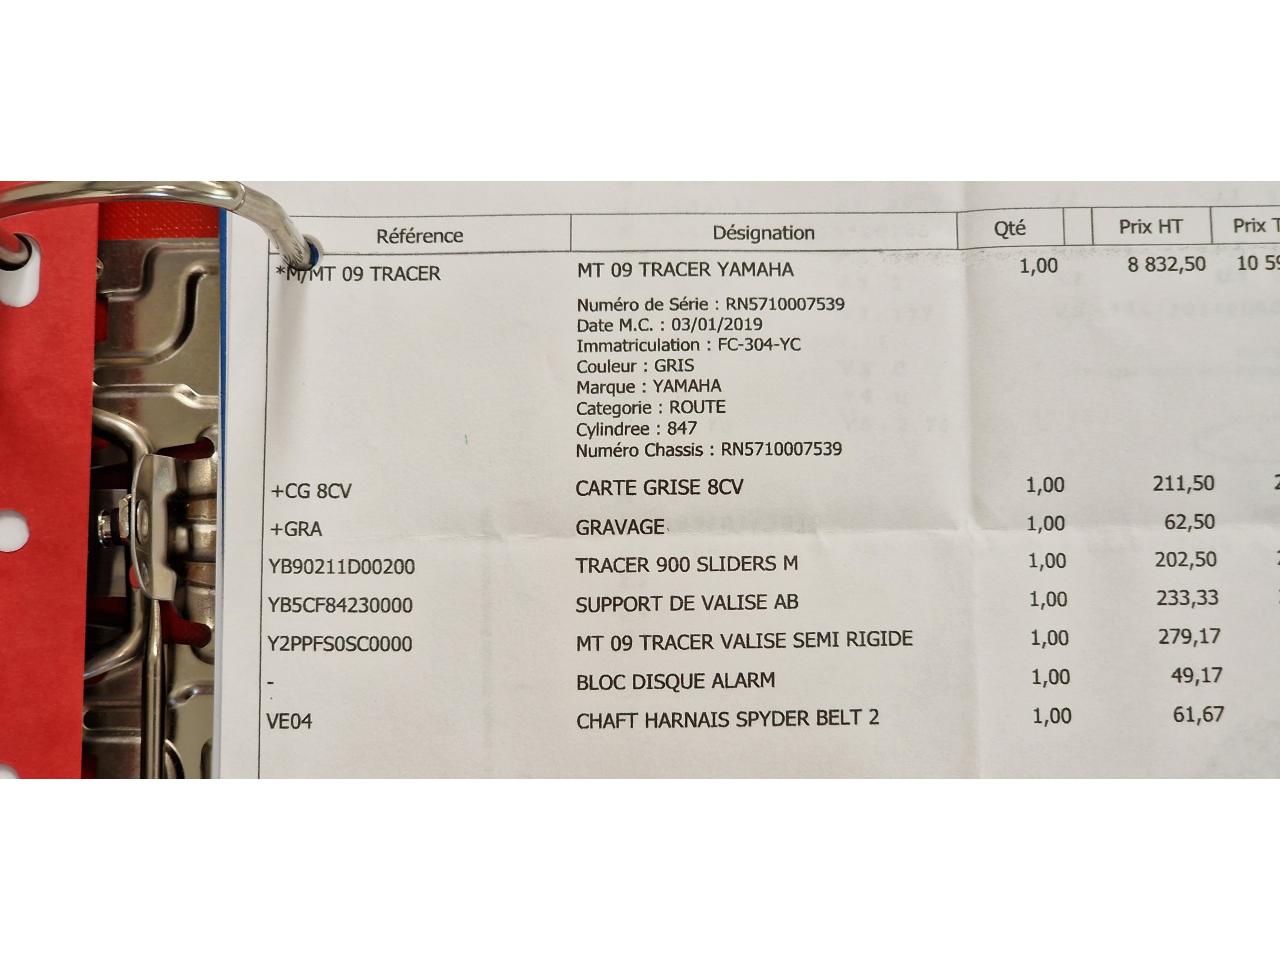 Référence Désignation Qté Prix HT Prix T
*M/MT 09 TRACER MT 09 TRACER YAMAHA 1,00 8 832,50 10 59
Numéro de Série : RN5710007539
Date M.C. : 03/01/2019
Immatriculation : FC-304-YC
Couleur : GRIS
Marque : YAMAHA
Categorie : ROUTE
Cylindree : 847
Numéro Chassis : RN5710007539
+CG 8CV CARTE GRISE 8CV 1,00 211,50 2
+GRA GRAVAGE 1,00 62,50
YB90211D00200 TRACER 900 SLIDERS M 1,00 202,50 2
YB5CF84230000 SUPPORT DE VALISE AB 1,00 233,33
Y2PPFS0SC0000 MT 09 TRACER VALISE SEMI RIGIDE 1,00 279,17
- BLOC DISQUE ALARM 1,00 49,17
VE04 CHAFT HARNAIS SPYDER BELT 2 1,00 61,67